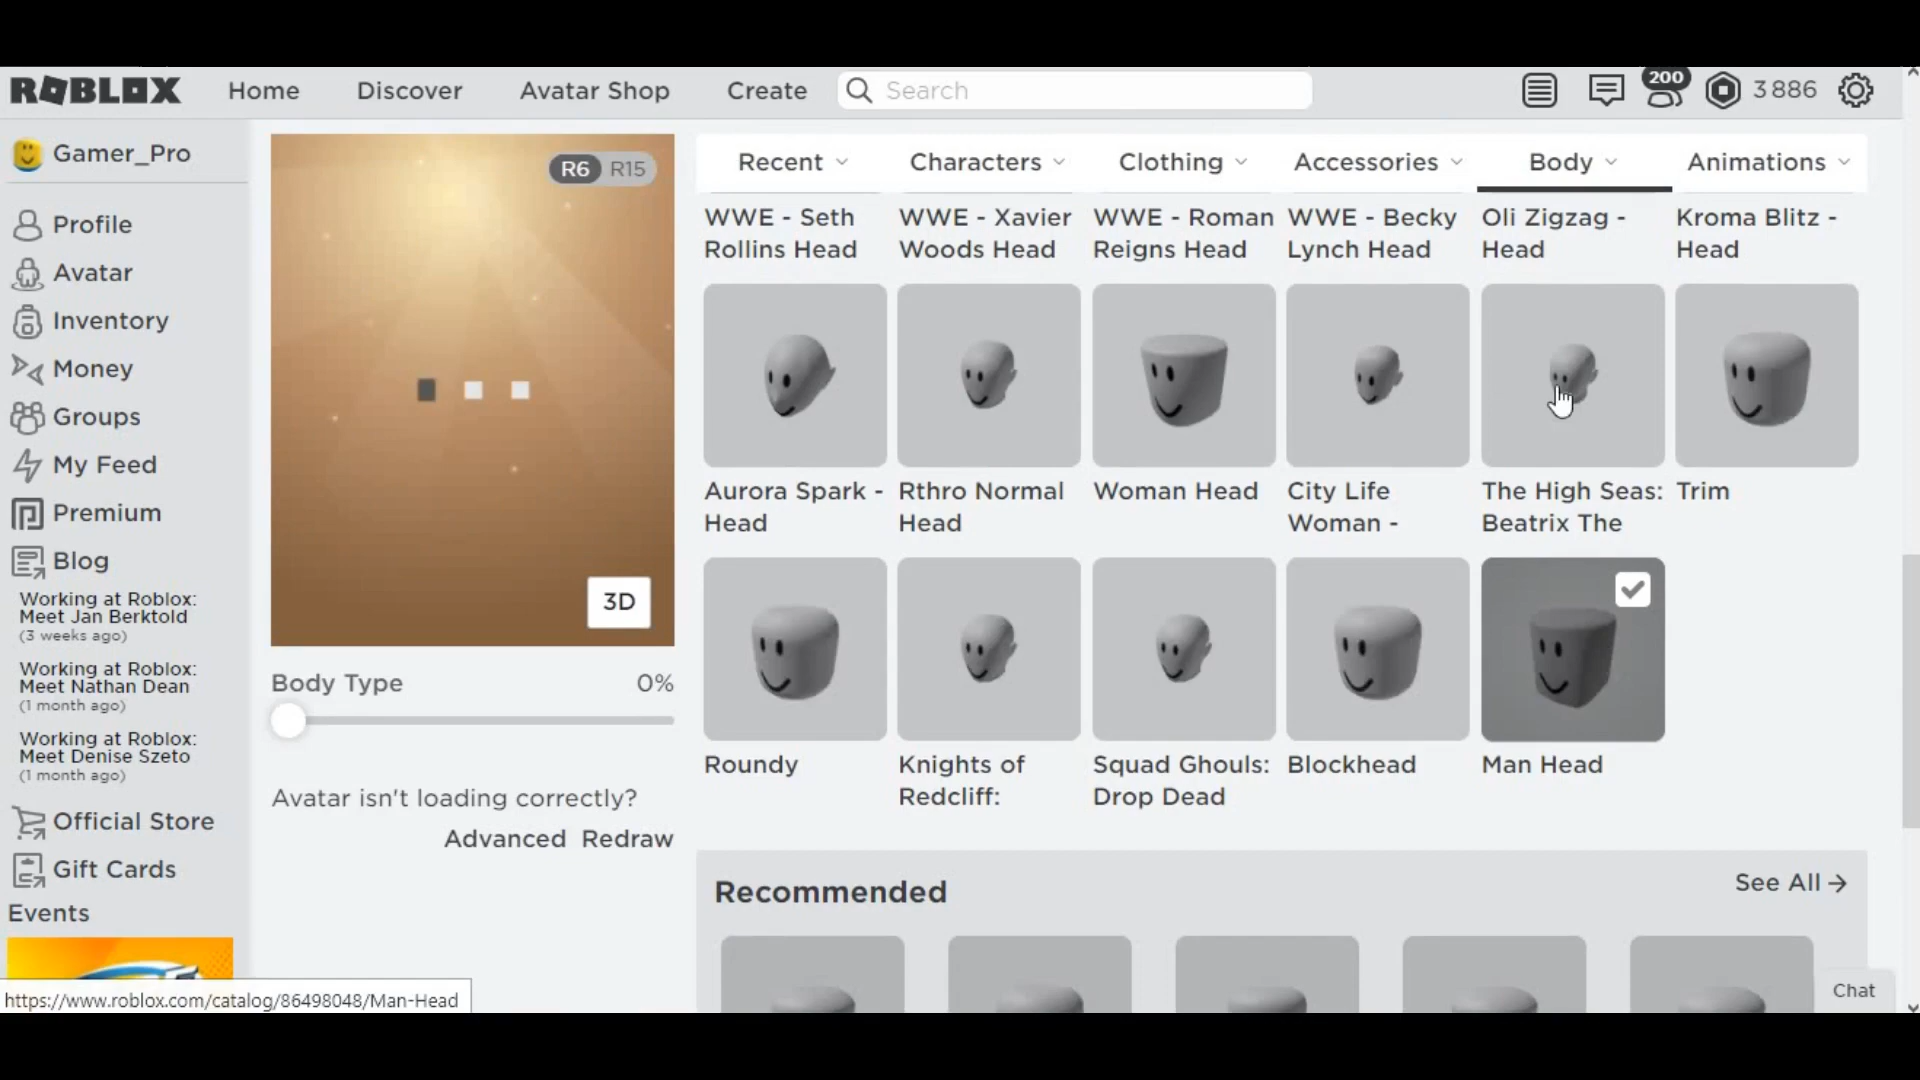 ROBLOX
Home
Discover
Avatar Shop
Create
Search
200
3 886
Gamer_Pro
Profile
Avatar
Inventory
Money
Groups
My Feed
Premium
Blog
Working at Roblox:
Meet Jan Berktold
(3 weeks ago)
Working at Roblox:
Meet Nathan Dean
(1 month ago)
Working at Roblox:
Meet Denise Szeto
(1 month ago)
Official Store
Gift Cards
Events
https://www.roblox.com/catalog/86498048/Man-Head
R6 R15
3D
Body Type 0%
Avatar isn't loading correctly?
Advanced Redraw
Recent
Characters
Clothing
Accessories
Body
Animations
WWE - Seth
Rollins Head
WWE - Xavier
Woods Head
WWE - Roman
Reigns Head
WWE - Becky
Lynch Head
Oli Zigzag -
Head
Kroma Blitz -
Head
Aurora Spark -
Head
Rthro Normal
Head
Woman Head
City Life
Woman -
The High Seas:
Beatrix The
Trim
Roundy
Knights of
Redcliff:
Squad Ghouls:
Drop Dead
Blockhead
Man Head
Recommended
See All
Chat